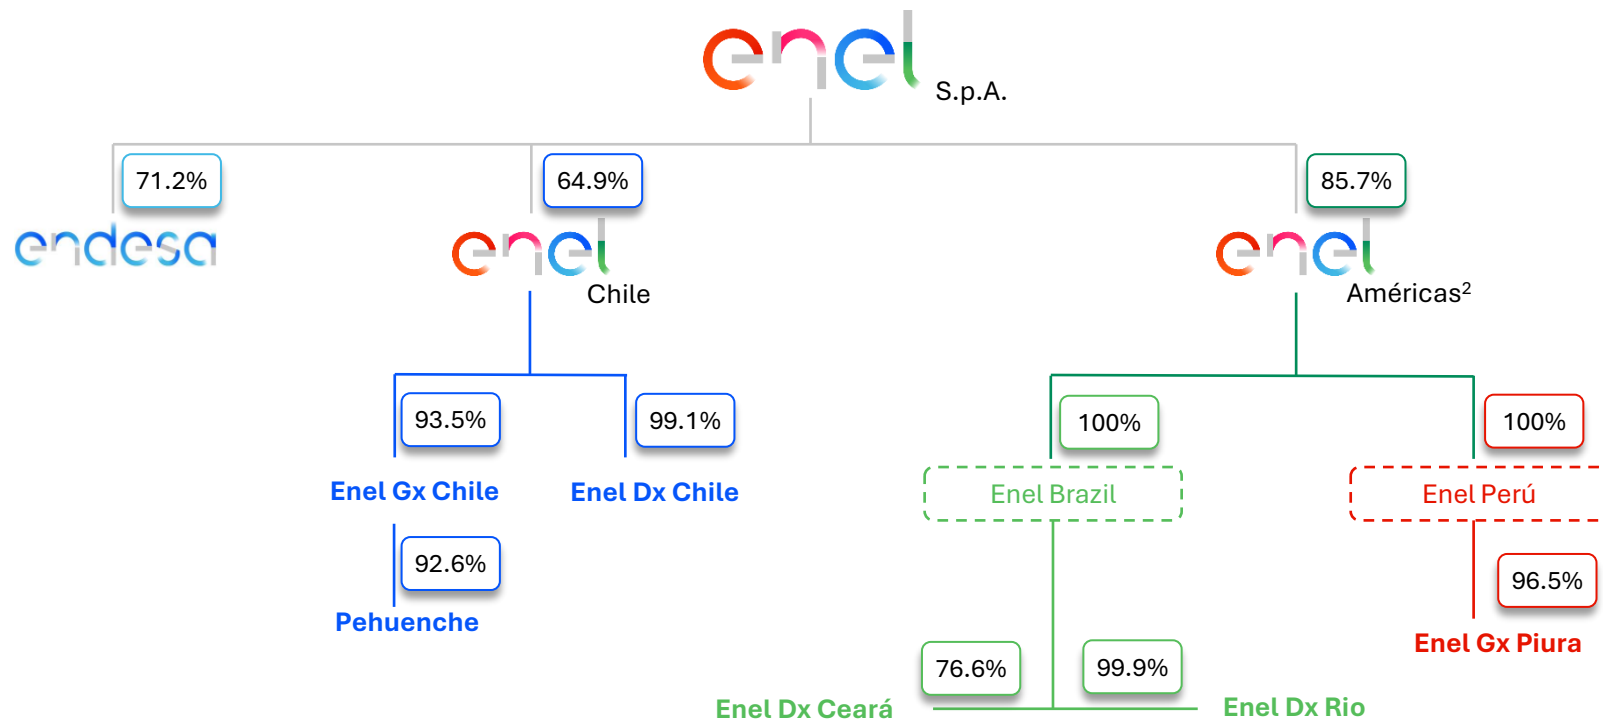 enel
S.p.A.
71.2%
64.9%
85.7%
endesa
enel
Chile
enel
Américas²
93.5%
99.1%
100%
100%
Enel Gx Chile
Enel Dx Chile
Enel Brazil
Enel Perú
92.6%
96.5%
Pehuenche
Enel Gx Piura
76.6%
99.9%
Enel Dx Ceará
Enel Dx Rio